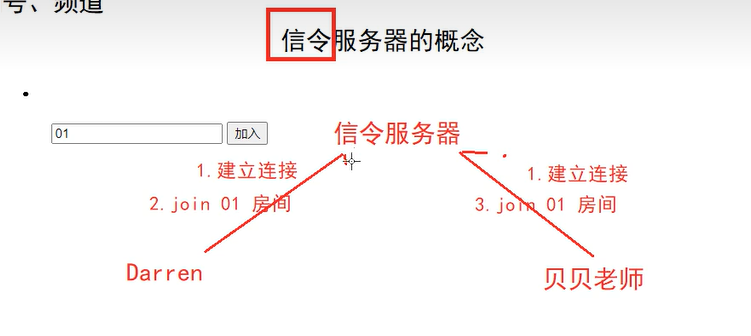 号、频道
信令服务器的概念
01 加入
信令服务器
1.建立连接
1.建立连接
2.join 01 房间
3.join 01 房间
Darren
贝贝老师